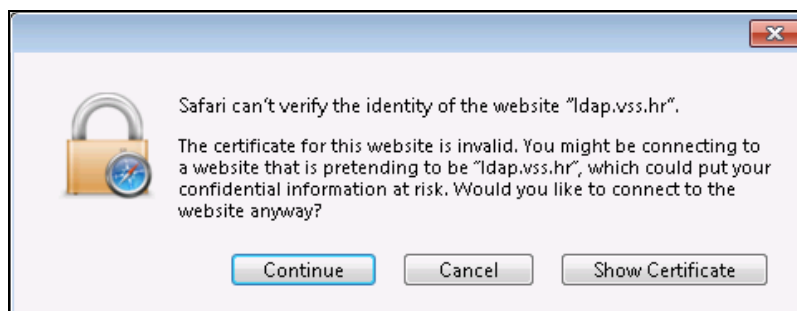 Safari can't verify the identity of the website "ldap.vss.hr".
The certificate for this website is invalid. You might be connecting to
a website that is pretending to be "ldap.vss.hr", which could put your
confidential information at risk. Would you like to connect to the
website anyway?
Continue Cancel Show Certificate